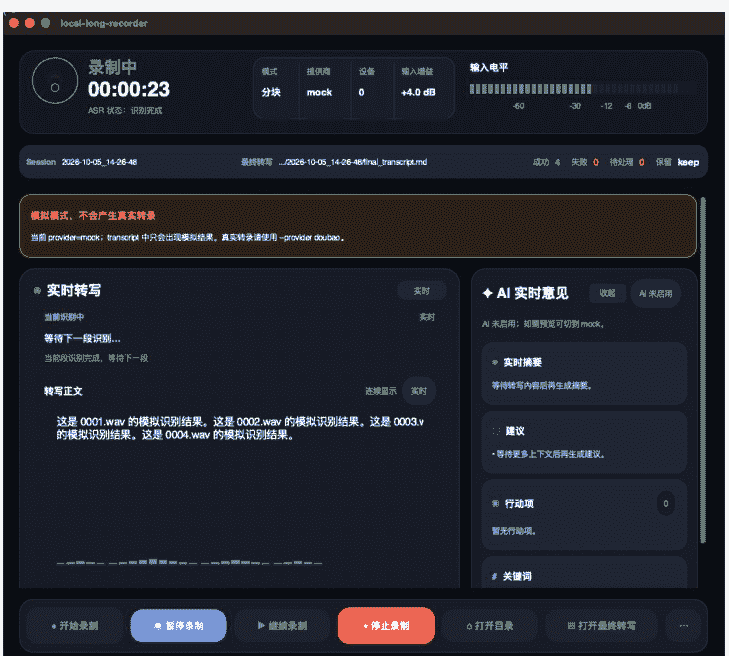 local-long-recorder
录制中
00:00:23
ASR 状态：识别完成
模式 提供商 设备 输入增益
分块 mock 0 +4.0 dB
输入电平
-60 -30 -12 -6 0dB
Session 2026-10-05_14-26-48 最终转写 .../2026-10-05_14-26-48/final_transcript.md 成功 4 失败 0 待处理 0 保留 keep
模拟模式，不会产生真实转录
当前 provider=mock；transcript 中只会出现模拟结果。真实转录请使用 --provider doubao。
实时转写 实时
当前识别中 实时
等待下一段识别...
当前段识别完成，等待下一段
转写正文 连续显示 实时
这是 0001.wav 的模拟识别结果。这是 0002.wav 的模拟识别结果。这是 0003.v
的模拟识别结果。这是 0004.wav 的模拟识别结果。
AI 实时意见 收起 AI 未启用
AI 未启用；如需预览可切到 mock。
实时摘要
等待转写内容后再生成摘要。
建议
• 等待更多上下文后再生成建议。
行动项 0
暂无行动项。
# 关键词
开始录制 暂停录制 继续录制 停止录制 打开目录 打开最终转写 ...